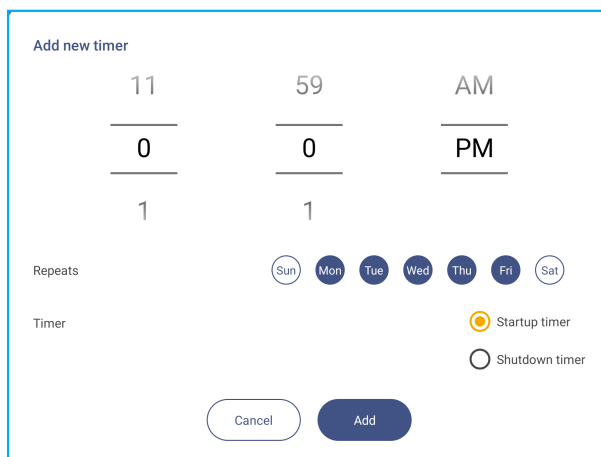 Add new timer
11 59 AM
0 0 PM
1 1
Repeats Sun Mon Tue Wed Thu Fri Sat
Timer Startup timer
Shutdown timer
Cancel Add